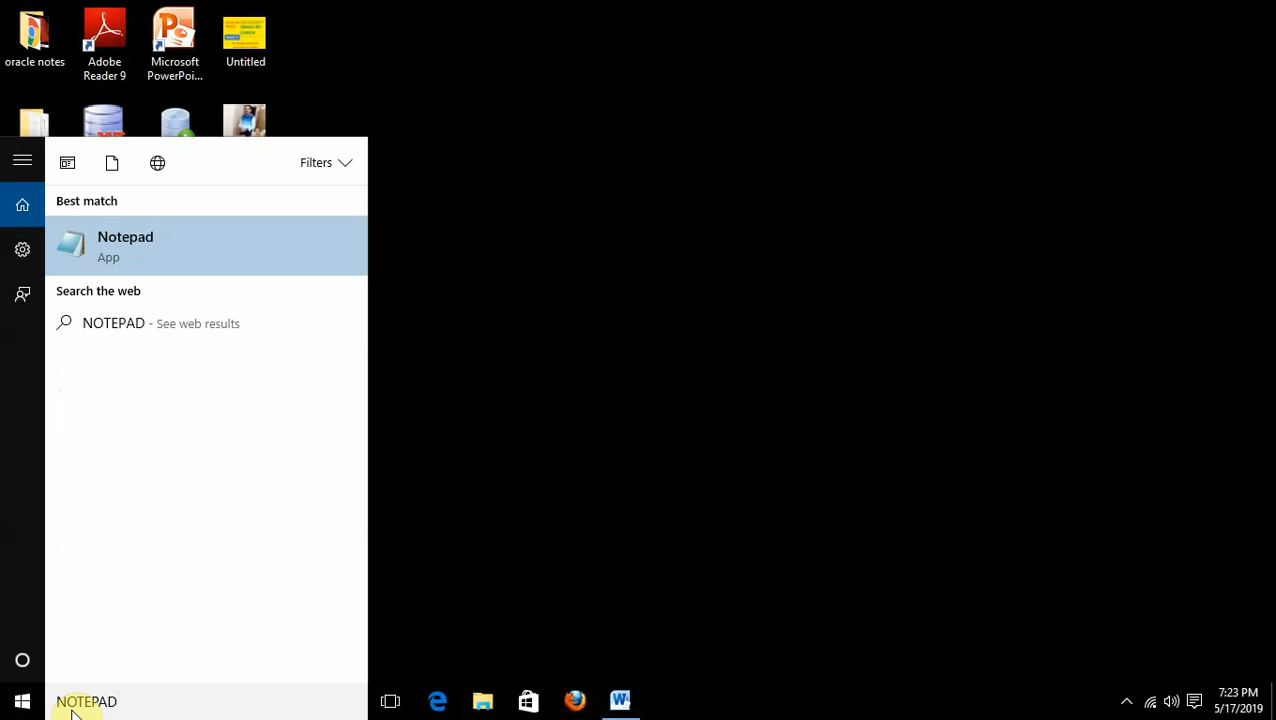 oracle notes
Adobe
Reader 9
Microsoft
PowerPoi...
Untitled
Filters
Best match
Notepad
App
Search the web
NOTEPAD - See web results
NOTEPAD
7:23 PM
5/17/2019